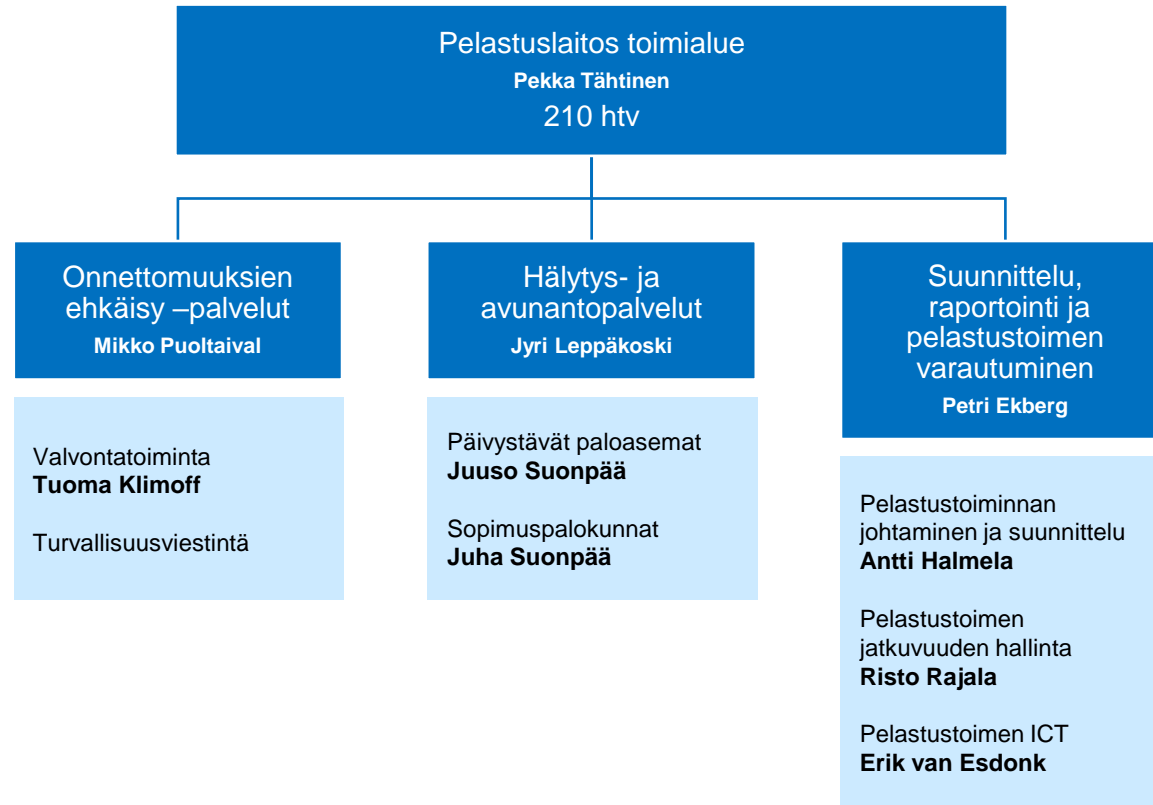 Pelastuslaitos toimialue
Pekka Tähtinen
210 htv
Onnettomuuksien
ehkäisy –palvelut
Mikko Puoltaival
Valvontatoiminta
Tuoma Klimoff
Turvallisuusviestintä
Hälytys- ja
avunantopalvelut
Jyri Leppäkoski
Päivystävät paloasemat
Juuso Suonpää
Sopimuspalokunnat
Juha Suonpää
Suunnittelu,
raportointi ja
pelastustoimen
varautuminen
Petri Ekberg
Pelastustoiminnan
johtaminen ja suunnittelu
Antti Halmela
Pelastustoimen
jatkuvuuden hallinta
Risto Rajala
Pelastustoimen ICT
Erik van Esdonk